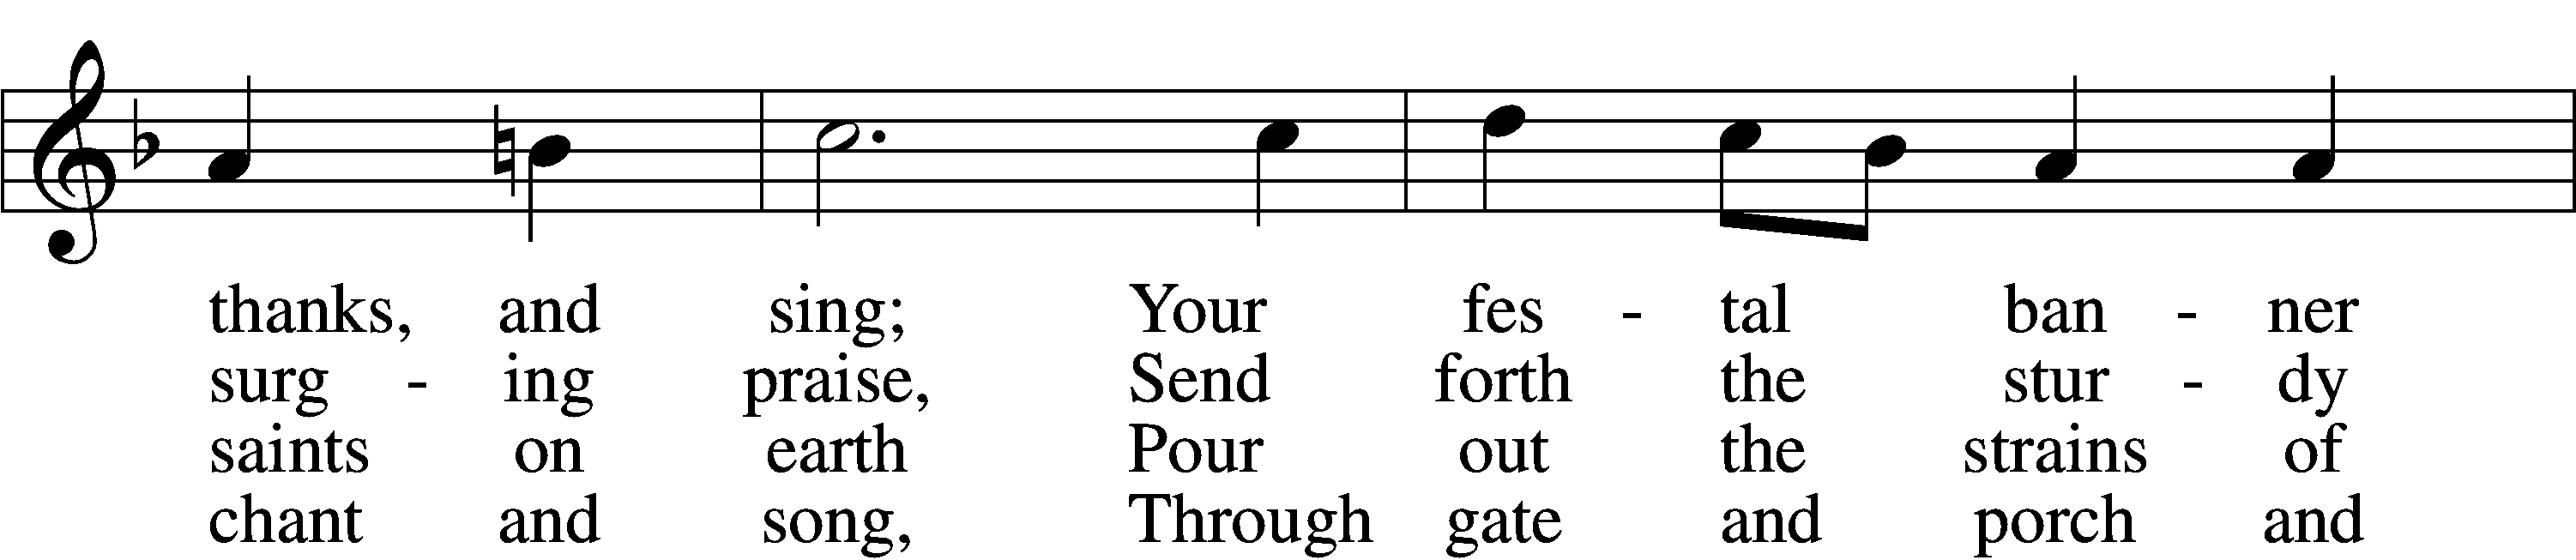 thanks, and sing; Your fes - tal ban - ner
surg - ing praise, Send forth the stur - dy
saints on earth Pour out the strains of
chant and song, Through gate and porch and